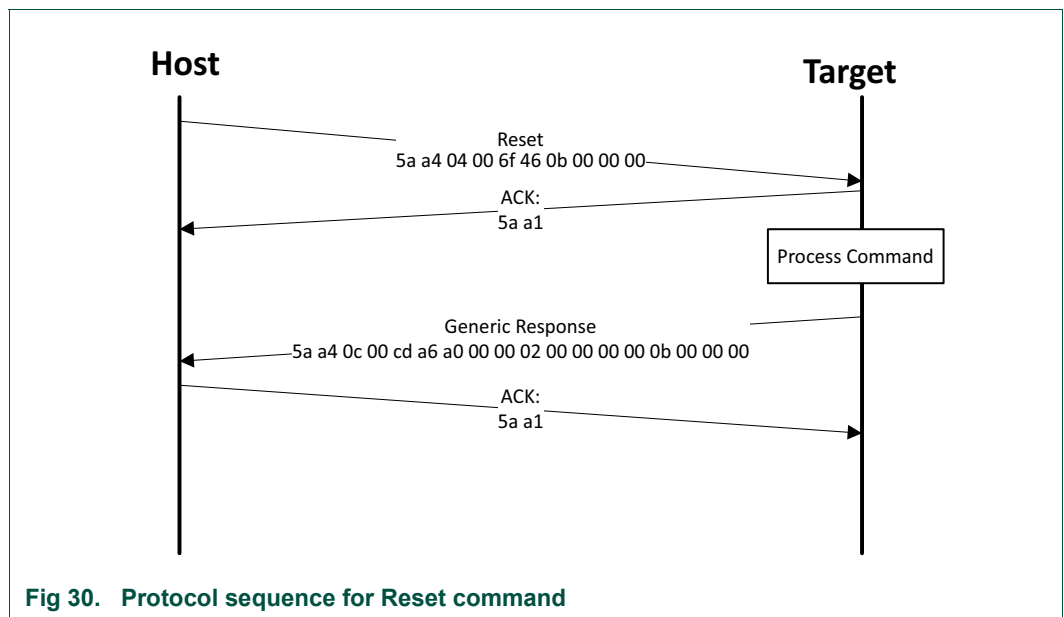 Host
Target
Reset
5a a4 04 00 6f 46 0b 00 00 00
ACK:
5a a1
Process Command
Generic Response
5a a4 0c 00 cd a6 a0 00 00 02 00 00 00 00 0b 00 00 00
ACK:
5a a1
Fig 30. Protocol sequence for Reset command